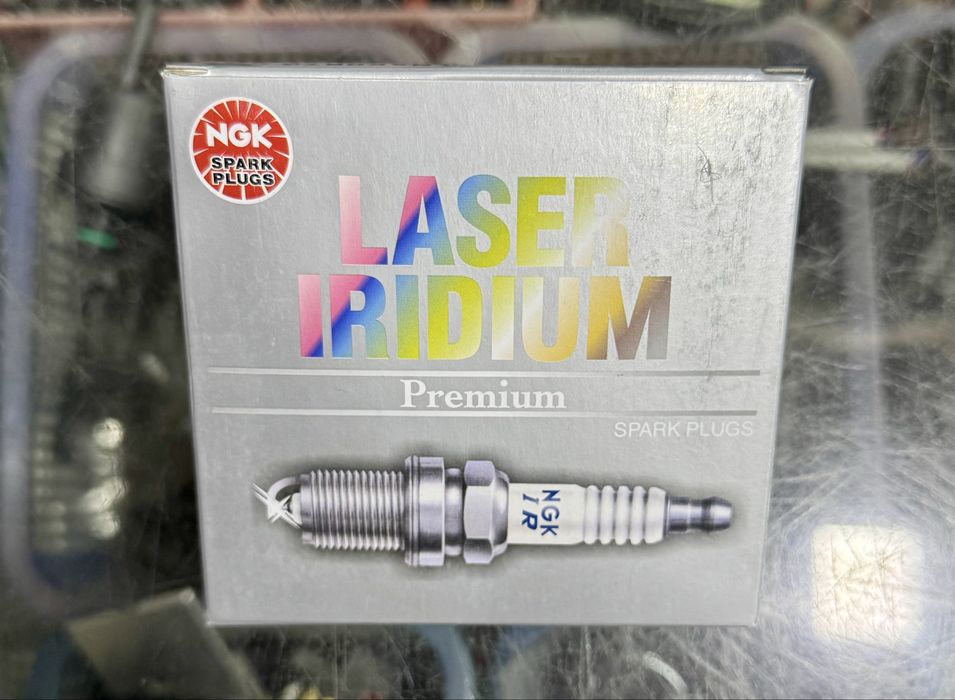 NGK
SPARK
PLUGS
LASER
IRIDIUM
Premium
SPARK PLUGS
NGK
IR